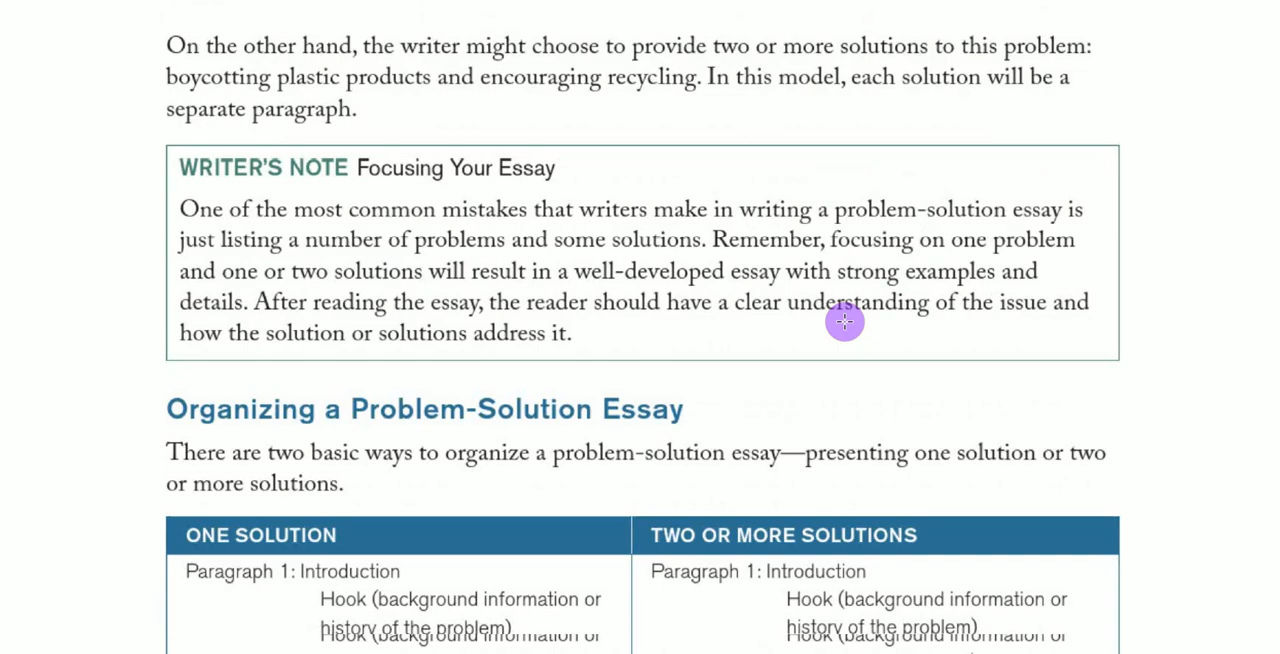 On the other hand, the writer might choose to provide two or more solutions to this problem:
boycotting plastic products and encouraging recycling. In this model, each solution will be a
separate paragraph.
WRITER'S NOTE Focusing Your Essay
One of the most common mistakes that writers make in writing a problem-solution essay is
just listing a number of problems and some solutions. Remember, focusing on one problem
and one or two solutions will result in a well-developed essay with strong examples and
details. After reading the essay, the reader should have a clear understanding of the issue and
how the solution or solutions address it.
Organizing a Problem-Solution Essay
There are two basic ways to organize a problem-solution essay—presenting one solution or two
or more solutions.
ONE SOLUTION
Paragraph 1: Introduction
Hook (background information or
history of the problem)
TWO OR MORE SOLUTIONS
Paragraph 1: Introduction
Hook (background information or
history of the problem)